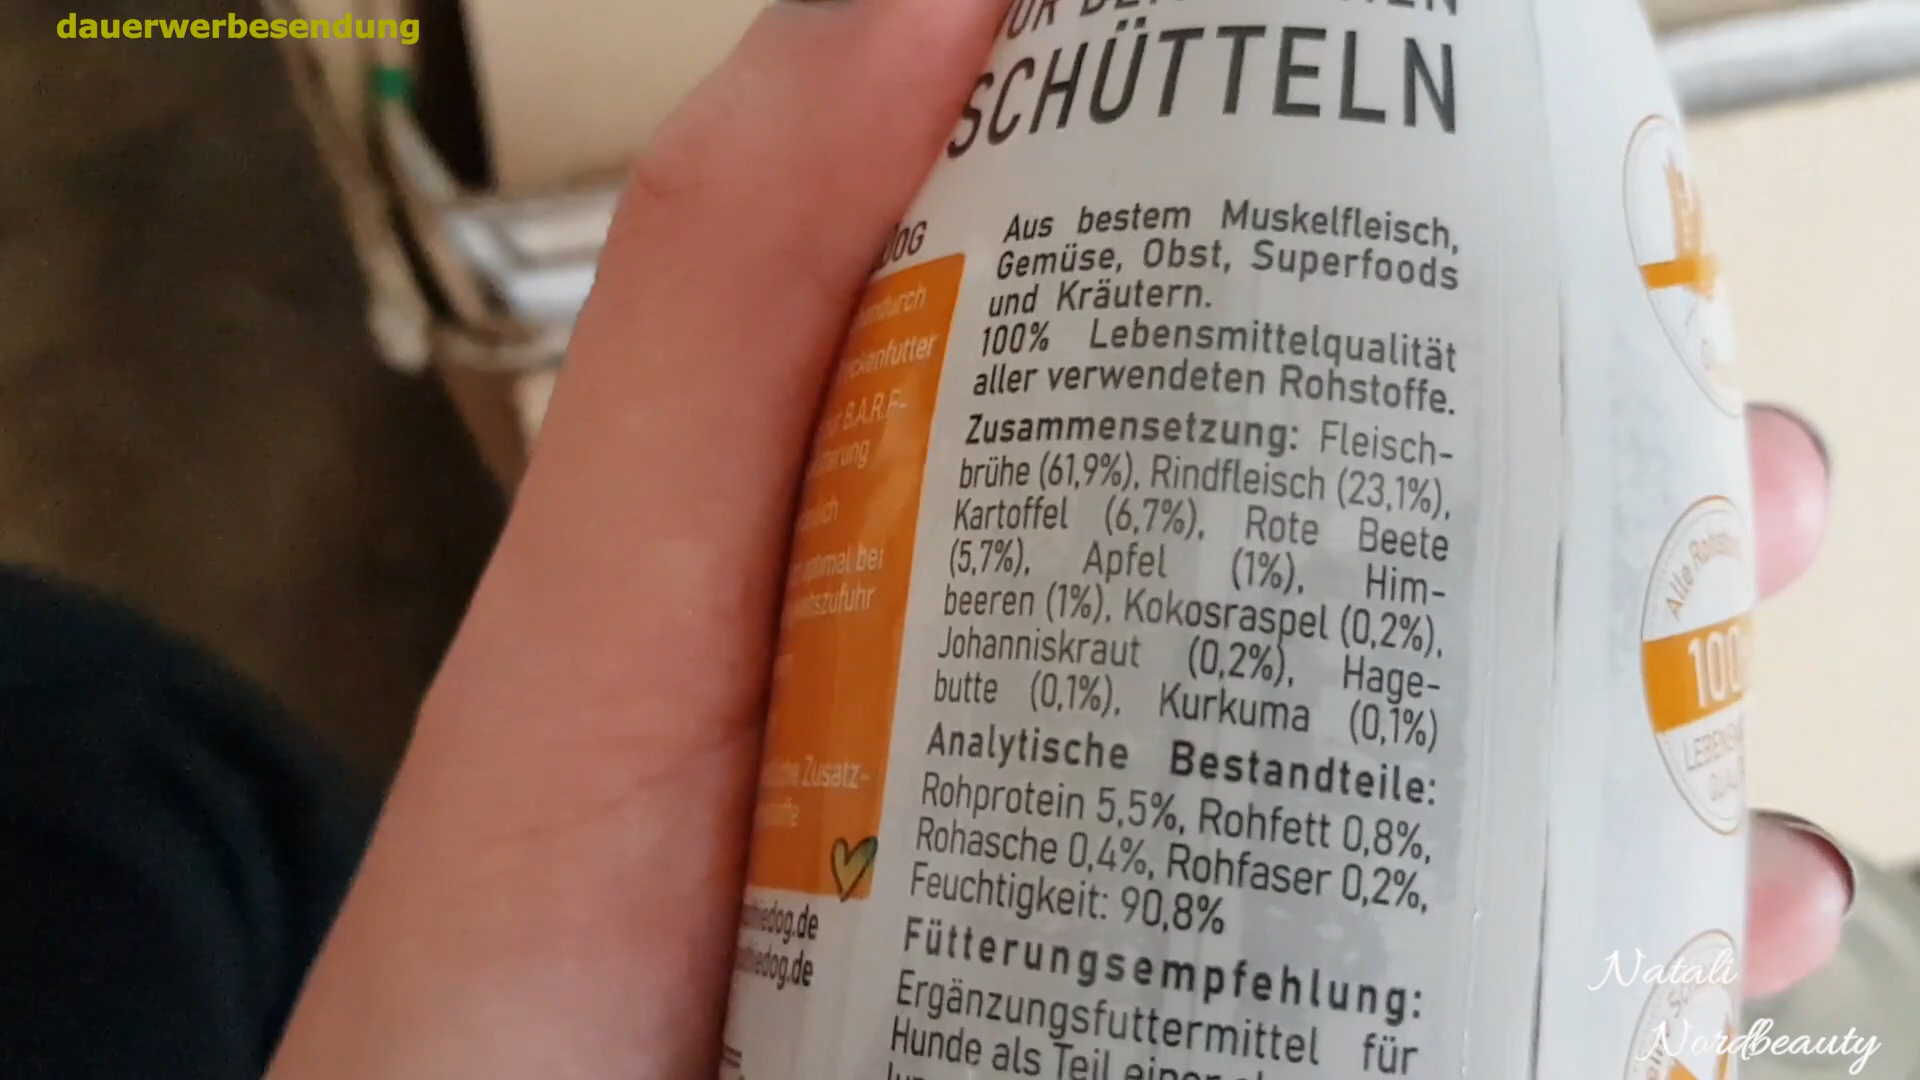 dauerwerbesendung
SCHÜTTELN
Aus bestem Muskelfleisch,
Gemüse, Obst, Superfoods
und Kräutern.
100% Lebensmittelqualität
aller verwendeten Rohstoffe.
Zusammensetzung: Fleisch-
brühe (61,9%), Rindfleisch (23,1%),
Kartoffel (6,7%), Rote Beete
(5,7%), Apfel (1%), Him-
beeren (1%), Kokosraspel (0,2%),
Johanniskraut (0,2%), Hage-
butte (0,1%), Kurkuma (0,1%)
Analytische Bestandteile:
Rohprotein 5,5%, Rohfett 0,8%,
Rohasche 0,4%, Rohfaser 0,2%,
Feuchtigkeit: 90,8%
Fütterungsempfehlung:
Ergänzungsfuttermittel für
Hunde als Teil einer
bei
Zusatz-
Alle
Natali
Nordbeauty